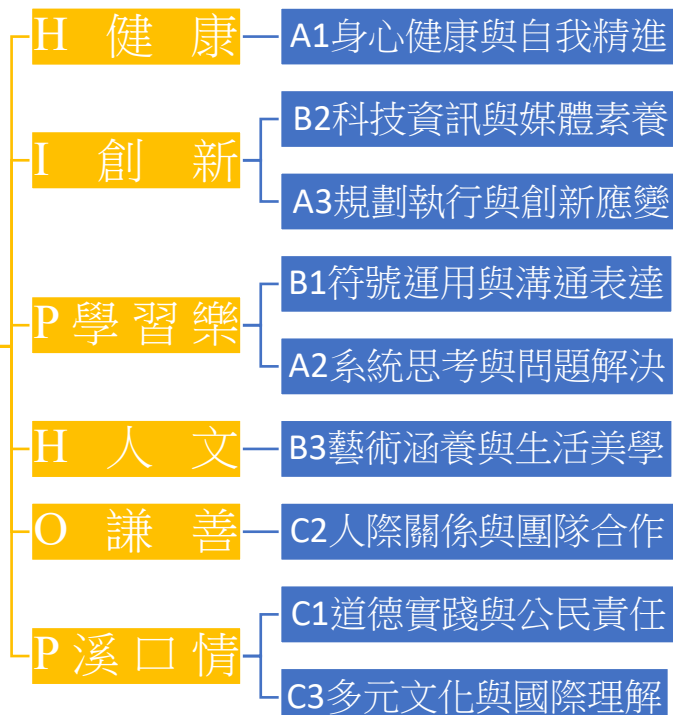 H 健 康
A1身心健康與自我精進
I 創 新
B2科技資訊與媒體素養
A3規劃執行與創新應變
P 學 習 樂
B1符號運用與溝通表達
A2系統思考與問題解決
H 人 文
B3藝術涵養與生活美學
O 謙 善
C2人際關係與團隊合作
P 溪 口 情
C1道德實踐與公民責任
C3多元文化與國際理解